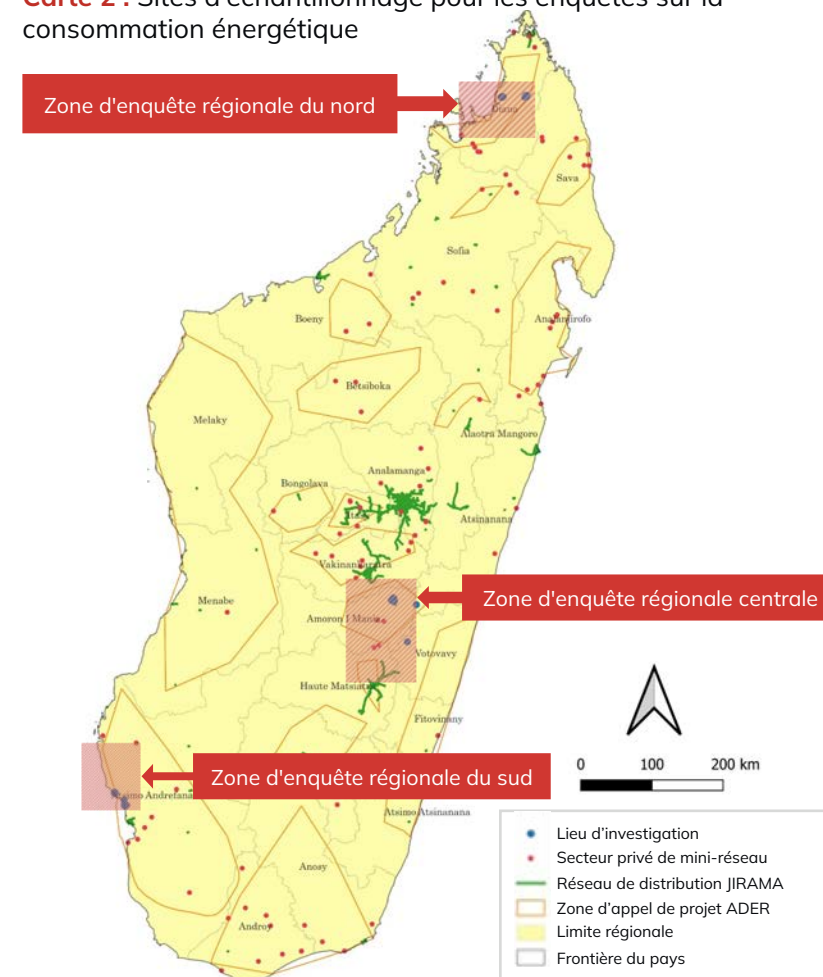 Carte 2 : Sites d'échantillonnage pour les enquêtes sur la
consommation énergétique
Zone d'enquête régionale du nord
Diana
Sava
Sofia
Boeny
Analanjirofo
Betsiboka
Melaky
Alaotra Mangoro
Analamanga
Bongolava
Itasy
Atsinanana
Vakinankaratra
Zone d'enquête régionale centrale
Menabe
Amoron I Mania
Votovavy
Haute Matsiatra
Fitovinany
0 100 200 km
Zone d'enquête régionale du sud
Atsimo Andrefana
Atsimo Atsinanana
Anosy
Androy
Lieu d'investigation
Secteur privé de mini-réseau
Réseau de distribution JIRAMA
Zone d'appel de projet ADER
Limite régionale
Frontière du pays